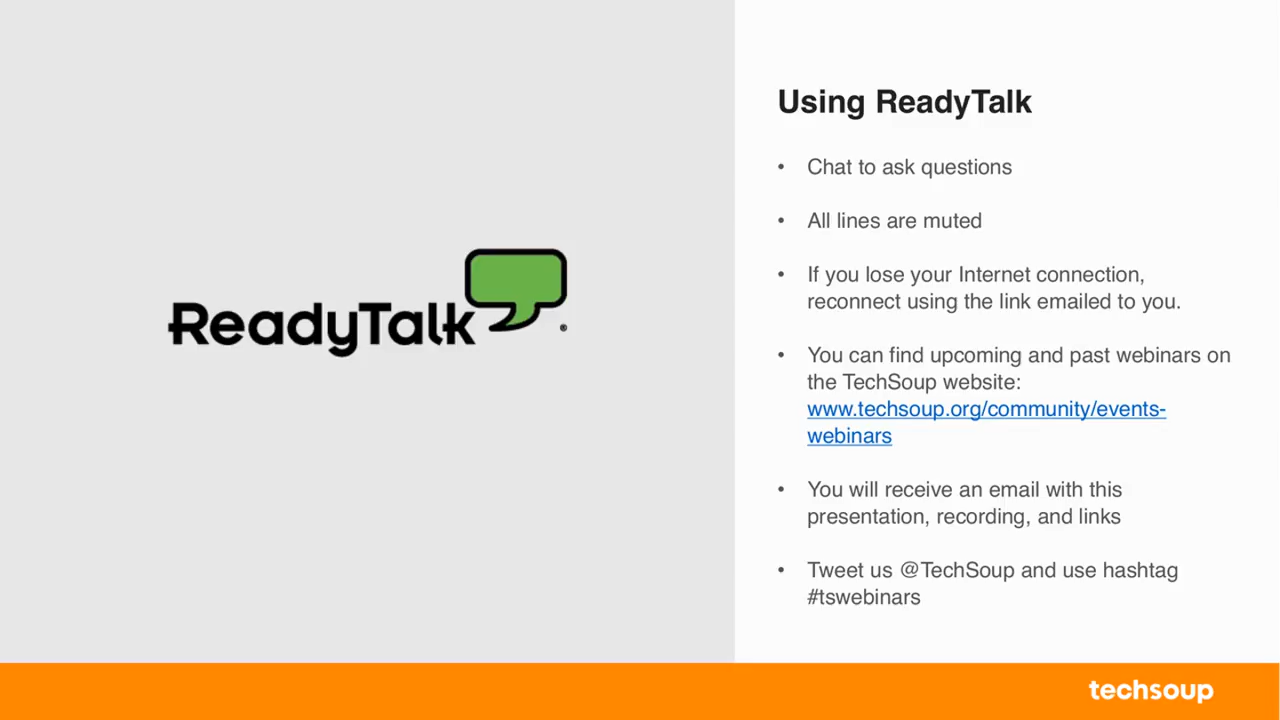 ReadyTalk®
Using ReadyTalk
• Chat to ask questions
• All lines are muted
• If you lose your Internet connection,
reconnect using the link emailed to you.
• You can find upcoming and past webinars on
the TechSoup website:
www.techsoup.org/community/events-
webinars
• You will receive an email with this
presentation, recording, and links
• Tweet us @TechSoup and use hashtag
#tswebinars
techsoup